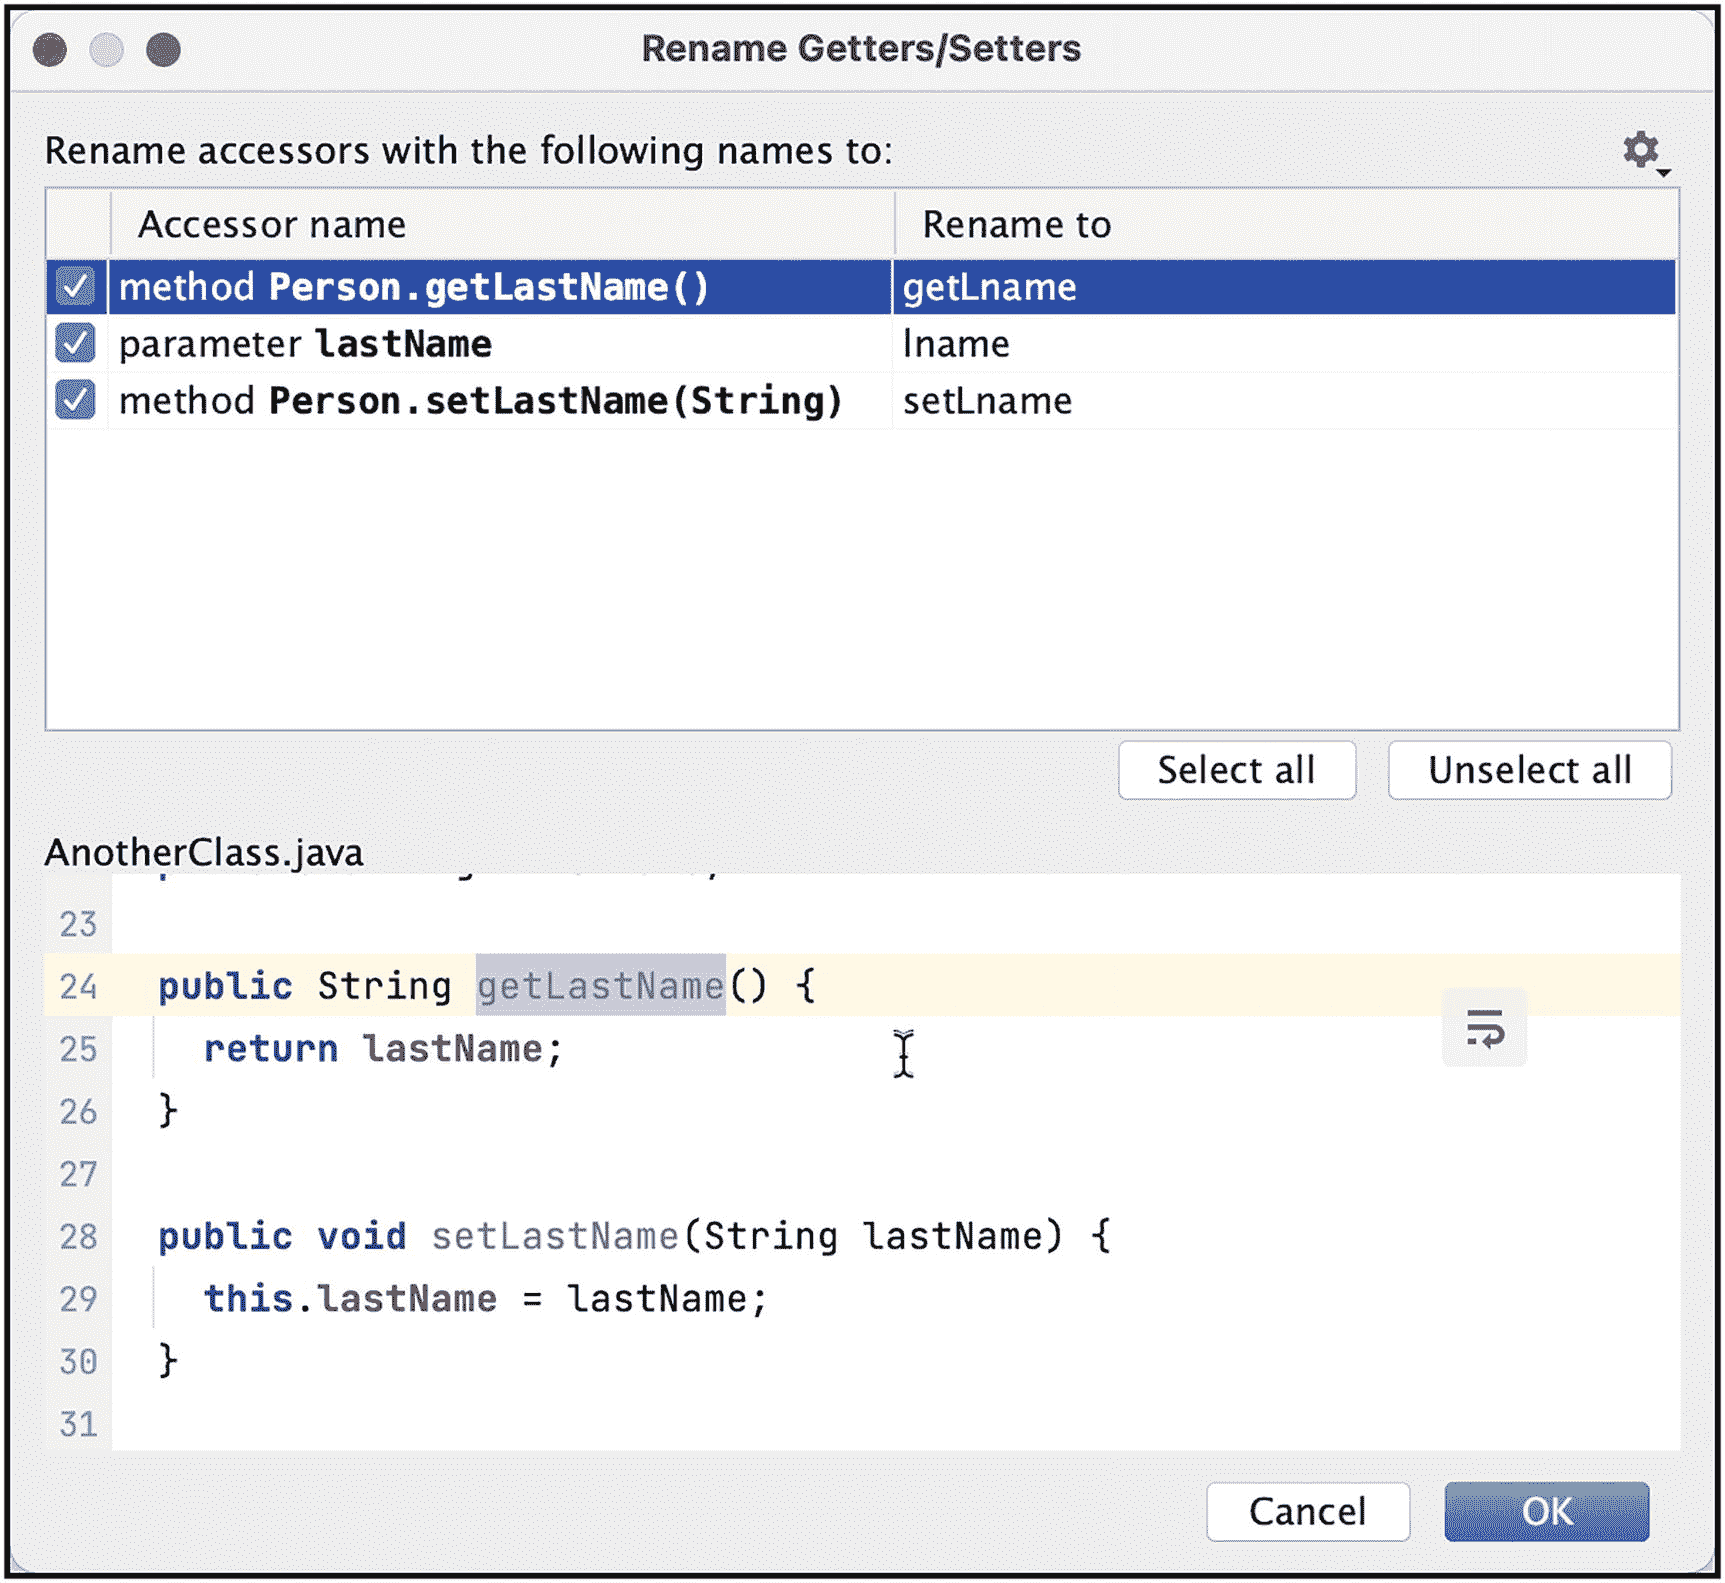 Rename Getters/Setters
Rename accessors with the following names to:
Accessor name Rename to
method Person.getLastName() getLname
parameter lastName lname
method Person.setLastName(String) setLname
Select all Unselect all
AnotherClass.java
23
24 public String getLastName() {
25 return lastName;
26 }
27
28 public void setLastName(String lastName) {
29 this.lastName = lastName;
30 }
31
Cancel OK